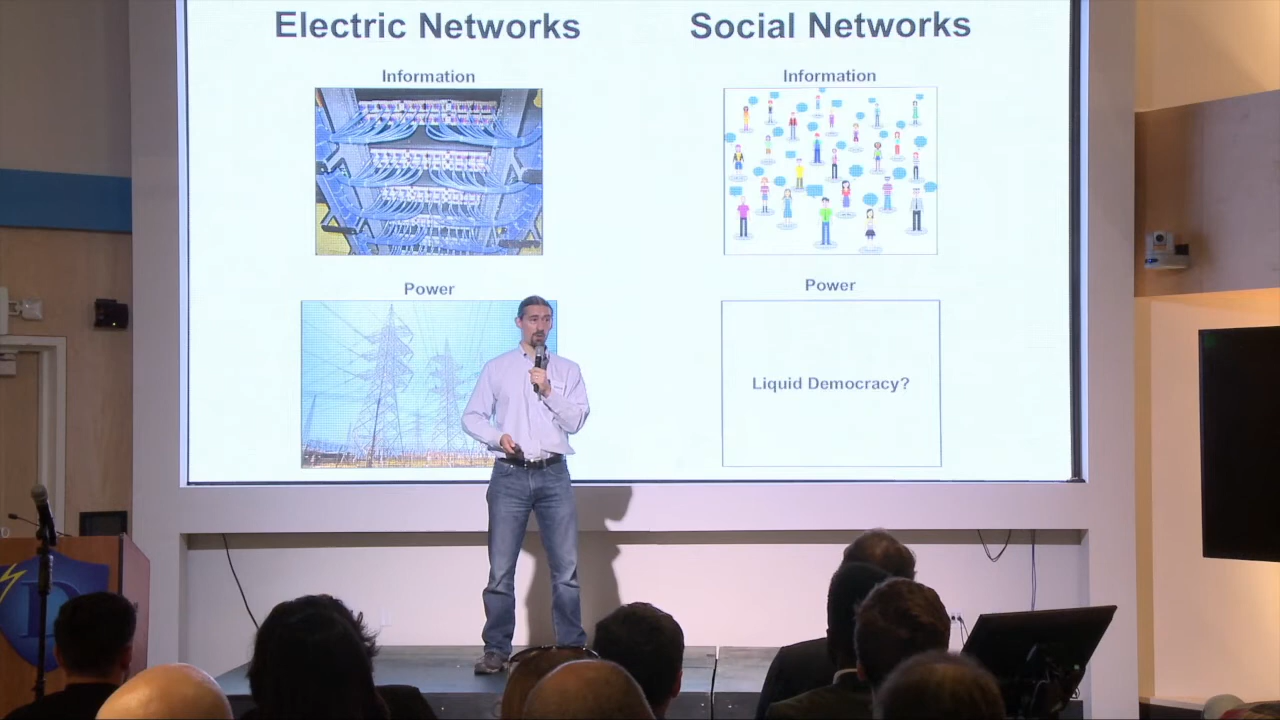 Electric Networks
Social Networks
Information
Information
Power
Power
Liquid Democracy?
D